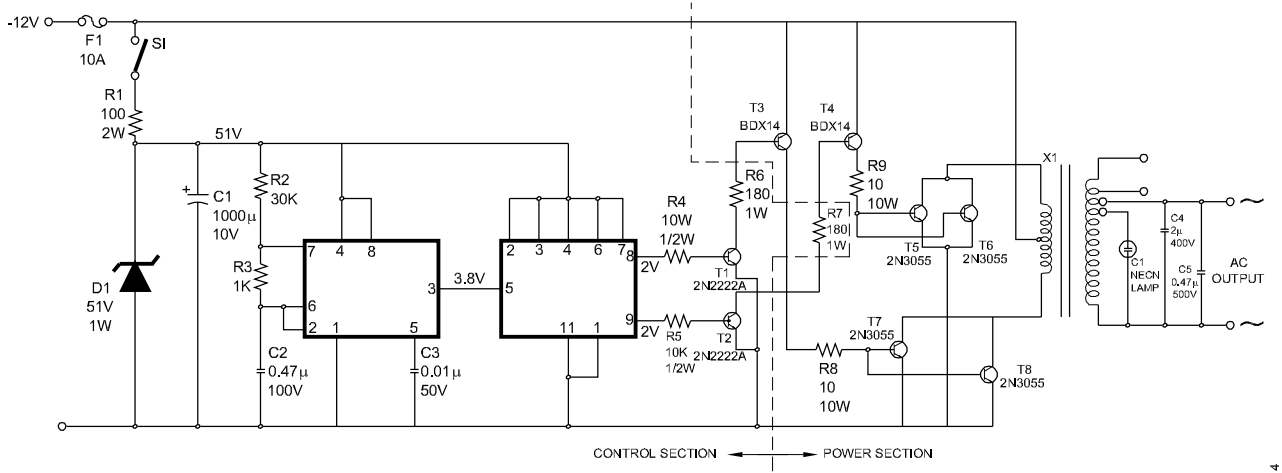 -12V
F1
10A
SI
R1
100
2W
51V
C1
1000μ
10V
R2
30K
R3
1K
D1
51V
1W
C2
0.47μ
100V
7
4
8
6
2
1
5
3
C3
0.01μ
50V
3.8V
2
3
4
6
7
5
8
9
11
1
2V
2V
R4
10W
1/2W
R5
10K
1/2W
T1
2N2222A
T2
2N2222A
R6
180
1W
R7
180
1W
T3
BDX14
T4
BDX14
R9
10
10W
T5
2N3055
T6
2N3055
T7
2N3055
R8
10
10W
T8
2N3055
X1
C1
NECN
LAMP
C4
2μ
400V
C5
0.47μ
500V
AC
OUTPUT
CONTROL SECTION
POWER SECTION
4